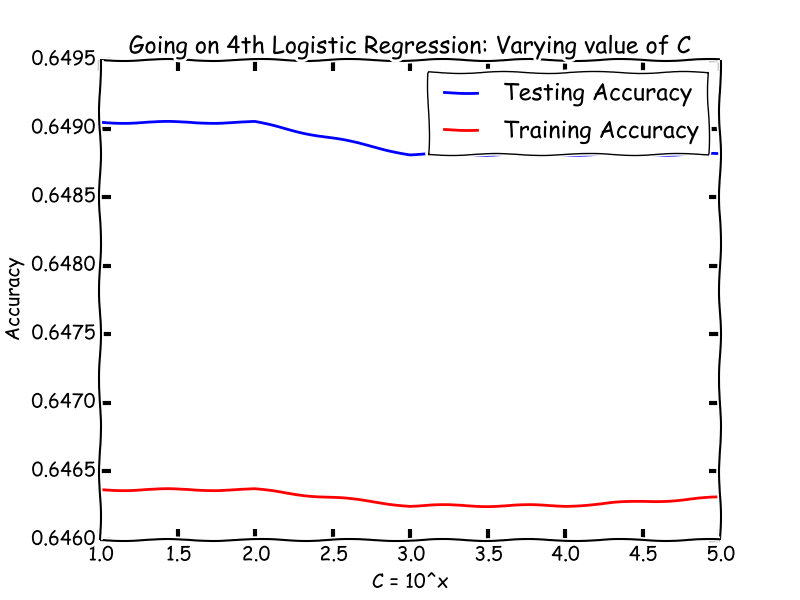 Going on 4th Logistic Regression: Varying value of C
0.6495
0.6490
0.6485
0.6480
0.6475
0.6470
0.6465
0.6460
Accuracy
Testing Accuracy
Training Accuracy
1.0 1.5 2.0 2.5 3.0 3.5 4.0 4.5 5.0
C = 10^x